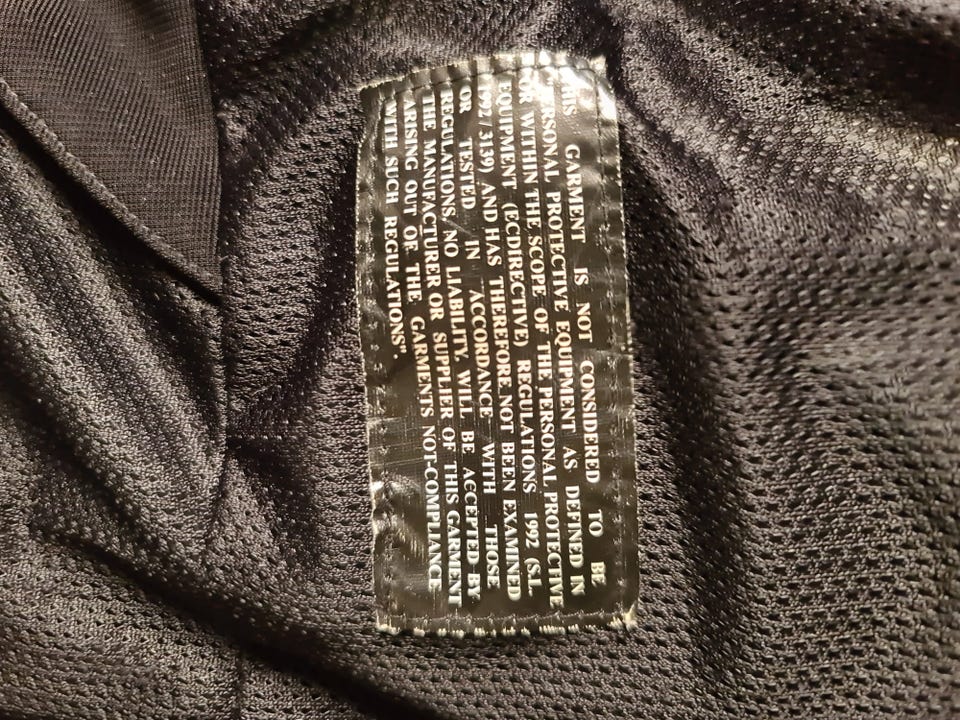 THIS GARMENT IS NOT CONSIDERED TO BE
PERSONAL PROTECTIVE EQUIPMENT AS DEFINED IN
OR WITHIN THE SCOPE OF THE PERSONAL PROTECTIVE
EQUIPMENT (ECDIRECTIVE) REGULATIONS 199Z (S.I..
199Z/ 3139) AND HAS THEREFORE, NOT BEEN EXAMINED
OR TESTED IN ACCORDANCE WITH THOSE
REGULATIONS, NO LIABILITY, WILL BE ACCEPTED BY
THE MANUFACTURER OR SUPPLIER OF THIS GARMENT
ARISING OUT OF THE GARMENTS NOT-COMPLIANCE
WITH SUCH REGULATIONS".